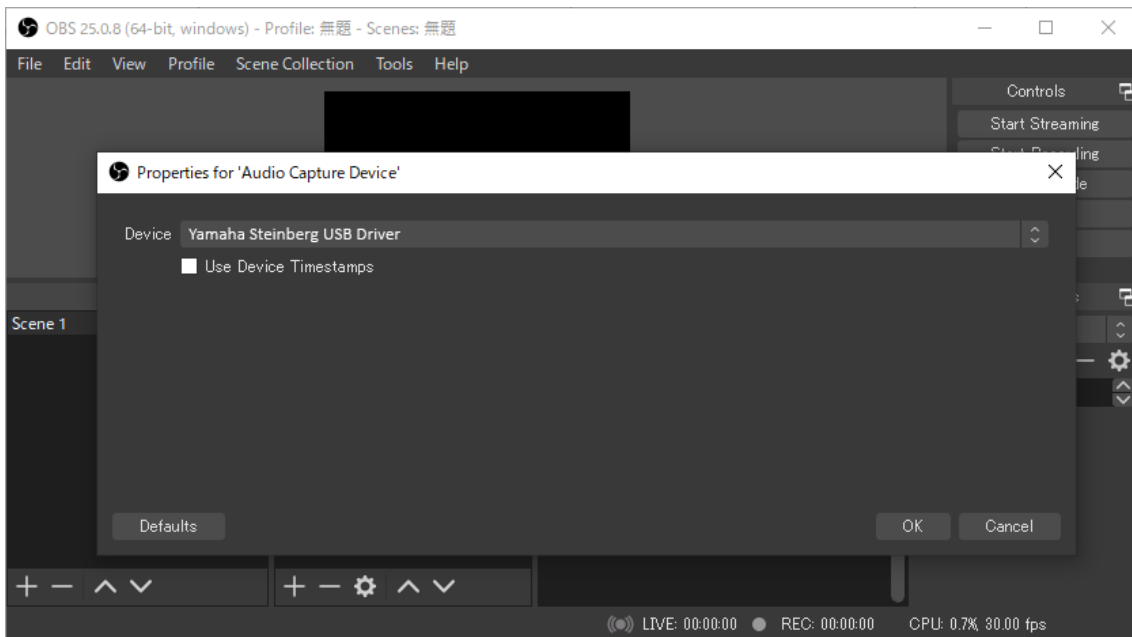 OBS 25.0.8 (64-bit, windows) - Profile: 無題 - Scenes: 無題
File Edit View Profile Scene Collection Tools Help
Controls
Start Streaming
Properties for 'Audio Capture Device'
Device Yamaha Steinberg USB Driver
Use Device Timestamps
Scene 1
Defaults OK Cancel
LIVE: 00:00:00 REC: 00:00:00 CPU: 0.7%, 30.00 fps